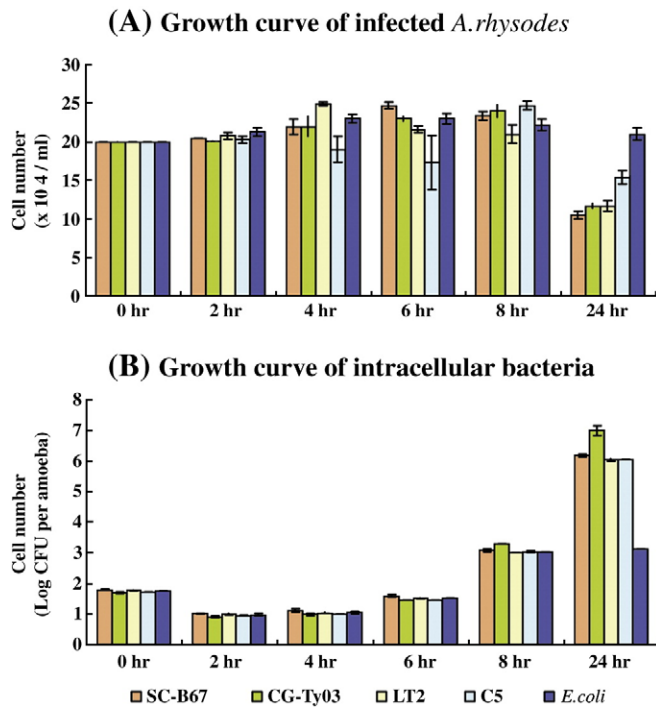 (A) Growth curve of infected A.rhysodes
Cell number
(x 104 / ml)
30
25
20
15
10
5
0
0 hr 2 hr 4 hr 6 hr 8 hr 24 hr
(B) Growth curve of intracellular bacteria
Cell number
(Log CFU per amoeba)
8
7
6
5
4
3
2
1
0
0 hr 2 hr 4 hr 6 hr 8 hr 24 hr
SC-B67 CG-Ty03 LT2 C5 E.coli